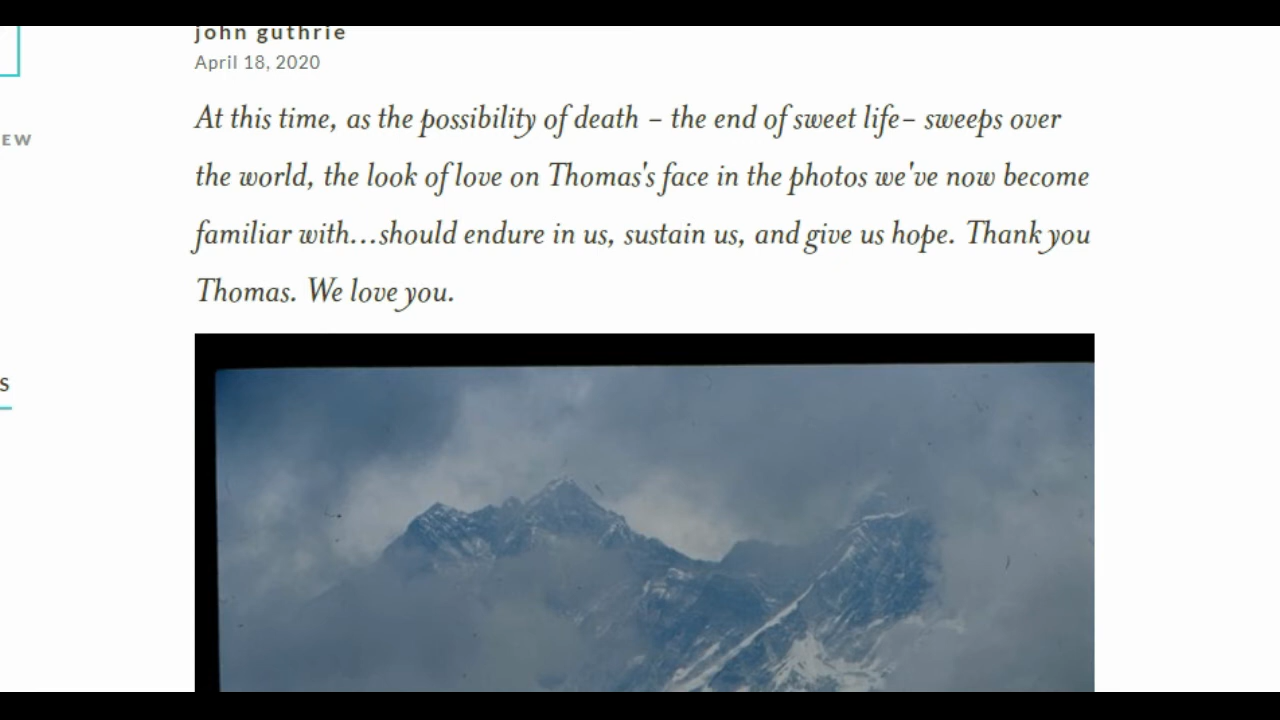 john guthrie
April 18, 2020
EW
At this time, as the possibility of death – the end of sweet life– sweeps over
the world, the look of love on Thomas's face in the photos we've now become
familiar with...should endure in us, sustain us, and give us hope. Thank you
Thomas. We love you.
S